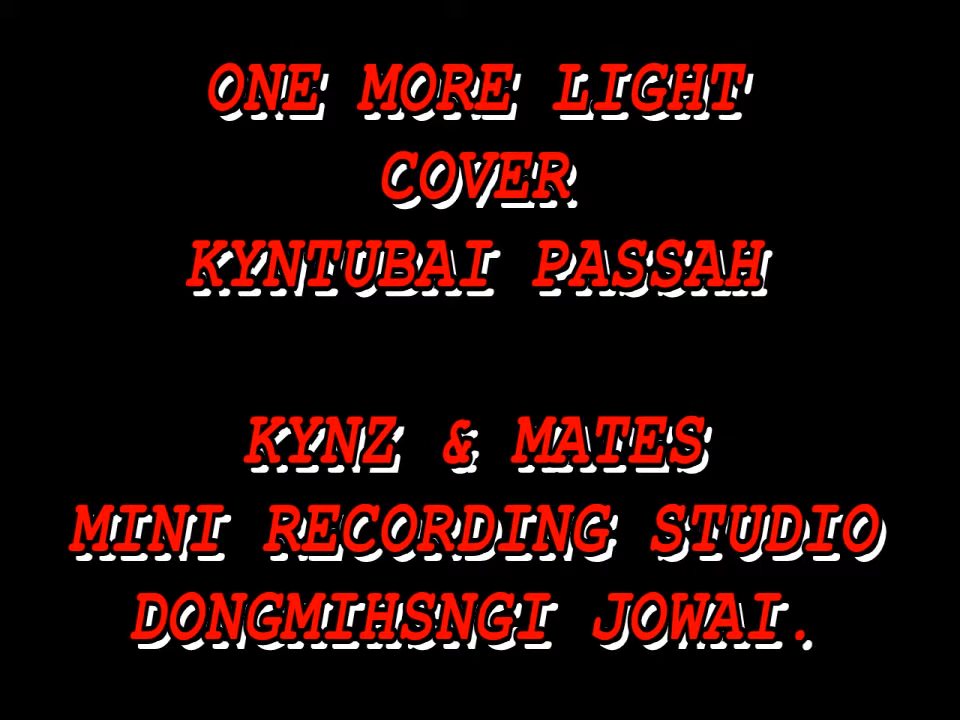 ONE MORE LIGHT
COVER
KYNTUBAI PASSAH
KYNZ & MATES
MINI RECORDING STUDIO
DONGMIHSNGI JOWAI.